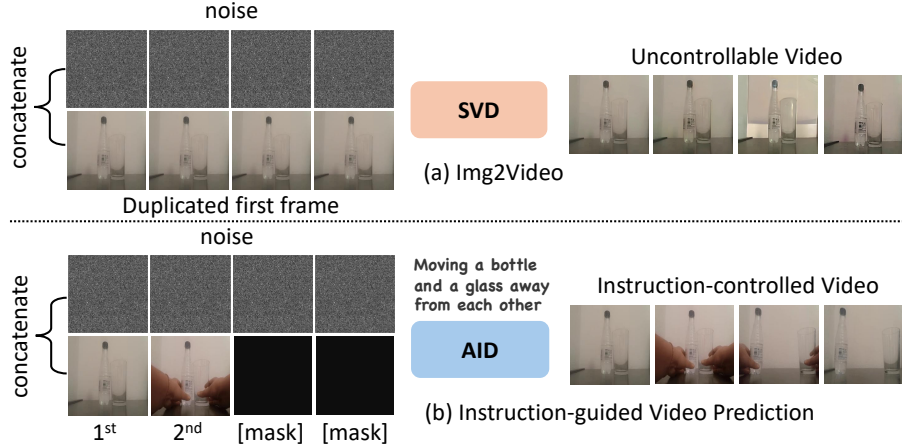 noise
concatenate
SVD
Uncontrollable Video
(a) Img2Video
Duplicated first frame
noise
concatenate
Moving a bottle
and a glass away
from each other
AID
Instruction-controlled Video
1st 2nd [mask] [mask]
(b) Instruction-guided Video Prediction